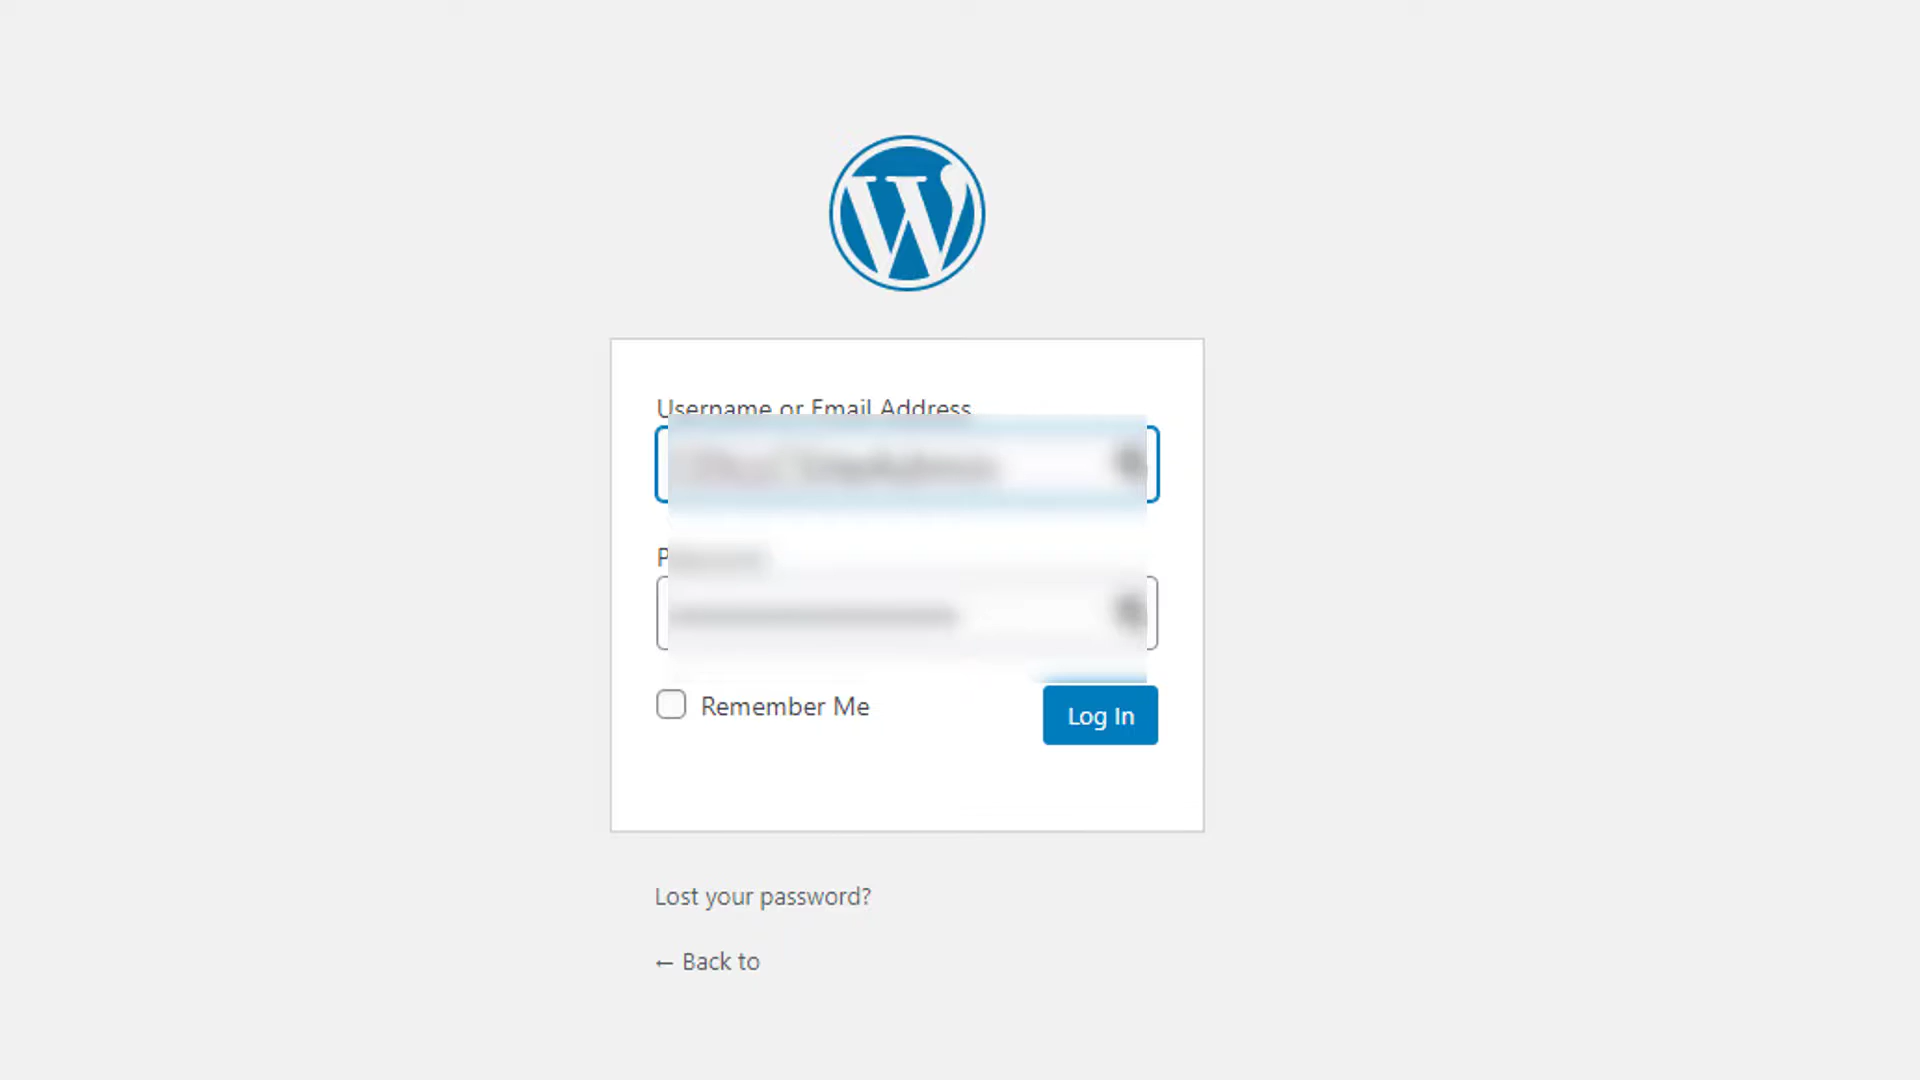 Username or Email Address
Remember Me
Log In
Lost your password?
← Back to